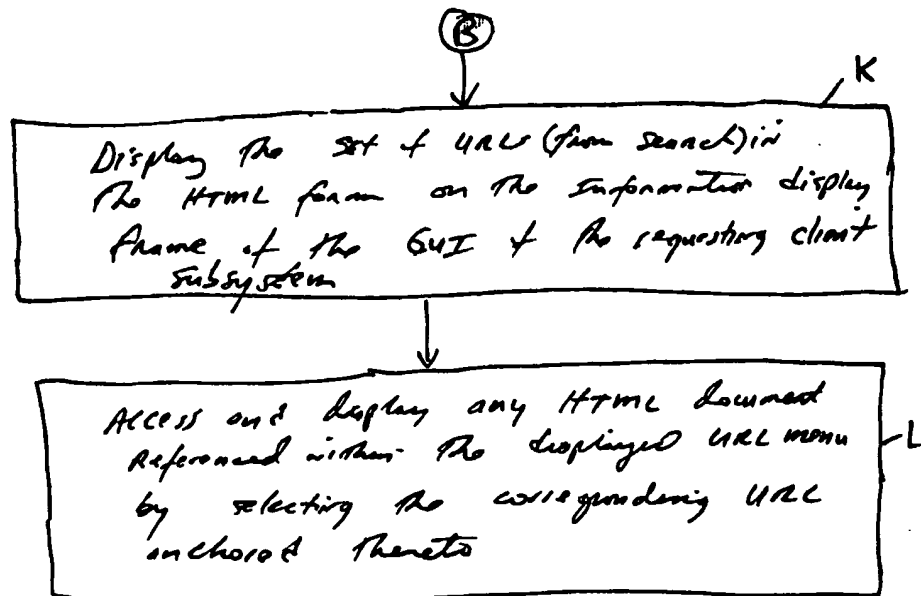 B
K
Display the set of URLs (from search) in
the HTML form on the Information display
frame of the GUI of the requesting client
subsystem
Access and display any HTML document
Referenced within the displayed URL menu
L
by selecting the corresponding URL
anchored thereto